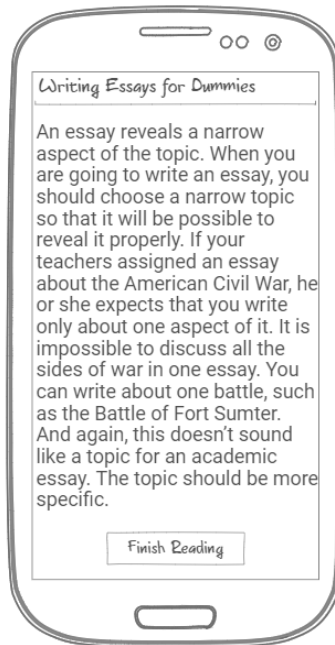 Writing Essays for Dummies
An essay reveals a narrow
aspect of the topic. When you
are going to write an essay, you
should choose a narrow topic
so that it will be possible to
reveal it properly. If your
teachers assigned an essay
about the American Civil War, he
or she expects that you write
only about one aspect of it. It is
impossible to discuss all the
sides of war in one essay. You
can write about one battle, such
as the Battle of Fort Sumter.
And again, this doesn’t sound
like a topic for an academic
essay. The topic should be more
specific.
Finish Reading